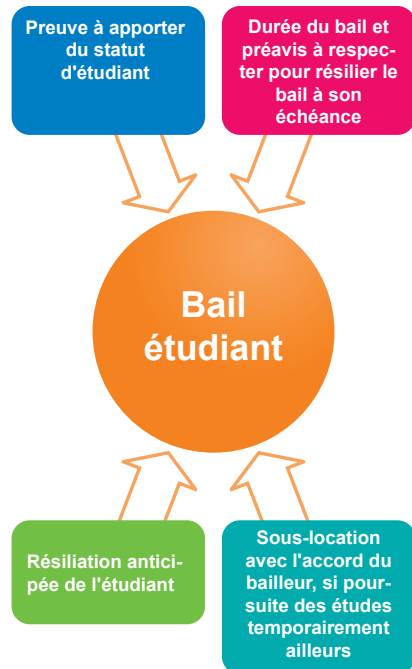 Preuve à apporter
du statut
d'étudiant
Durée du bail et
préavis à respec-
ter pour résilier le
bail à son
échéance
Bail
étudiant
Résiliation antici-
pée de l'étudiant
Sous-location
avec l'accord du
bailleur, si pour-
suite des études
temporairement
ailleurs